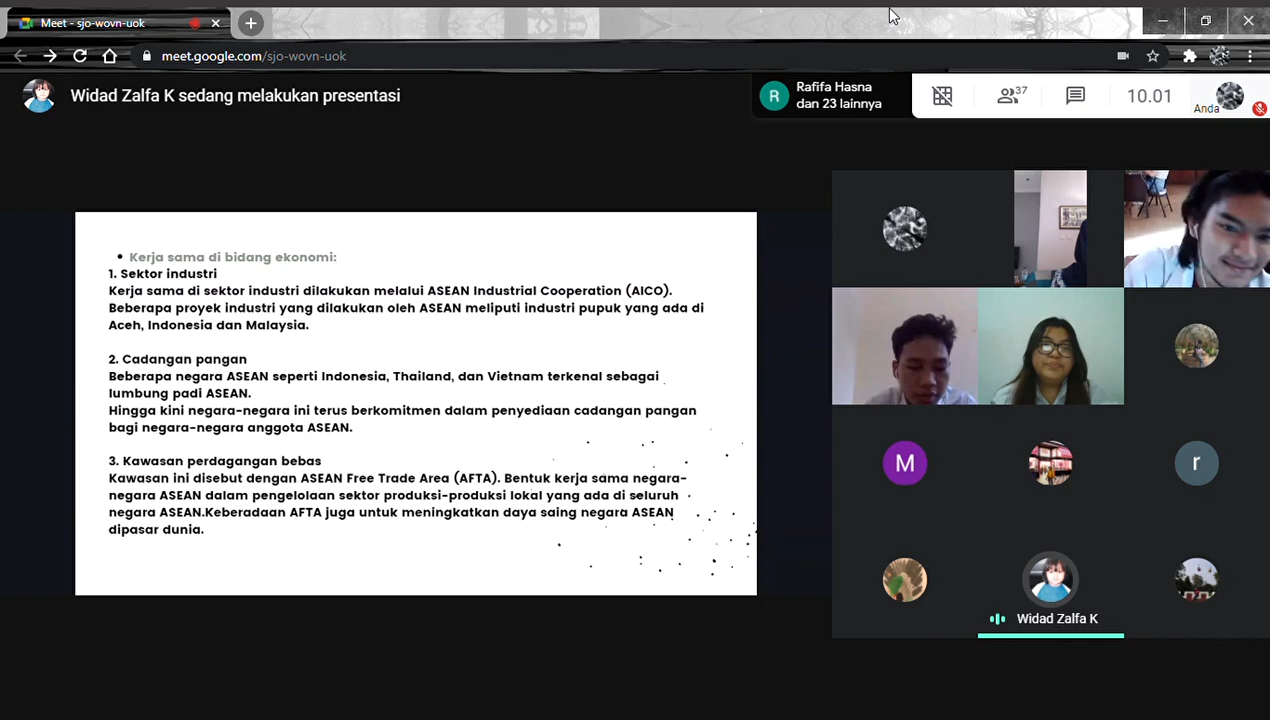 Meet - sjo-wovn-uok
meet.google.com/sjo-wovn-uok
Widad Zalfa K sedang melakukan presentasi
R
Rafifa Hasna
dan 23 lainnya
37
10.01
Anda
• Kerja sama di bidang ekonomi:
1. Sektor industri
Kerja sama di sektor industri dilakukan melalui ASEAN Industrial Cooperation (AICO).
Beberapa proyek industri yang dilakukan oleh ASEAN meliputi industri pupuk yang ada di
Aceh, Indonesia dan Malaysia.
2. Cadangan pangan
Beberapa negara ASEAN seperti Indonesia, Thailand, dan Vietnam terkenal sebagai
lumbung padi ASEAN.
Hingga kini negara-negara ini terus berkomitmen dalam penyediaan cadangan pangan
bagi negara-negara anggota ASEAN.
3. Kawasan perdagangan bebas
Kawasan ini disebut dengan ASEAN Free Trade Area (AFTA). Bentuk kerja sama negara-
negara ASEAN dalam pengelolaan sektor produksi-produksi lokal yang ada di seluruh
negara ASEAN.Keberadaan AFTA juga untuk meningkatkan daya saing negara ASEAN
dipasar dunia.
M
r
Widad Zalfa K